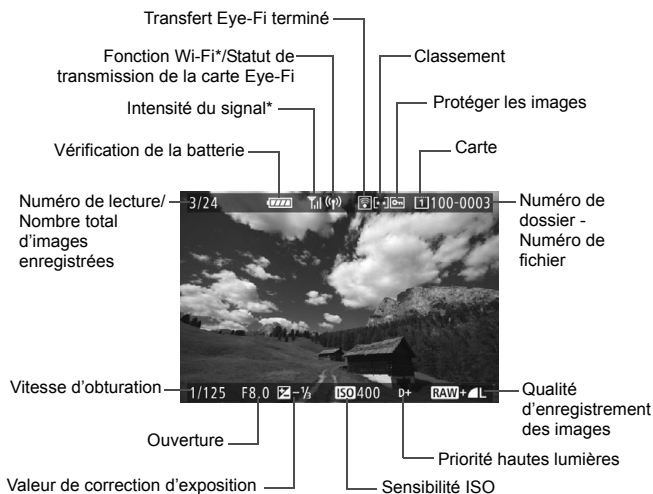 Transfert Eye-Fi terminé
Fonction Wi-Fi*/Statut de
transmission de la carte Eye-Fi
Classement
Intensité du signal*
Protéger les images
Vérification de la batterie
Carte
Numéro de lecture/
Nombre total
d'images
enregistrées
3/24
1 100-0003
Numéro de
dossier -
Numéro de
fichier
Vitesse d'obturation
1/125 F8.0 -1/3 ISO 400 D+ RAW+L
Qualité
d'enregistrement
des images
Ouverture
Priorité hautes lumières
Valeur de correction d'exposition
Sensibilité ISO